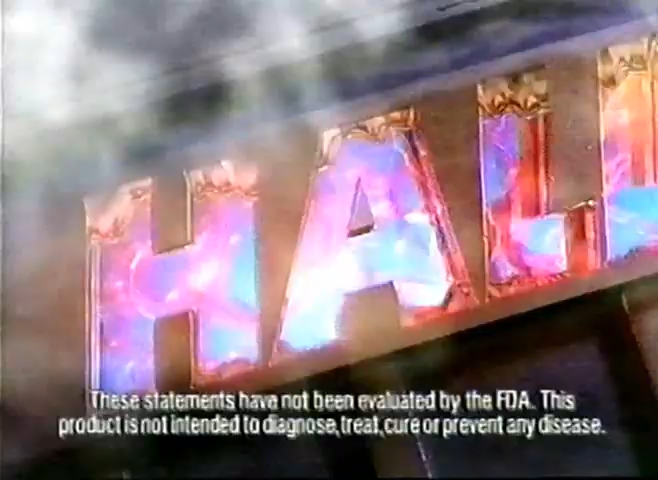 HALL
These statements have not been evaluated by the FDA. This
product is not intended to diagnose, treat, cure or prevent any disease.